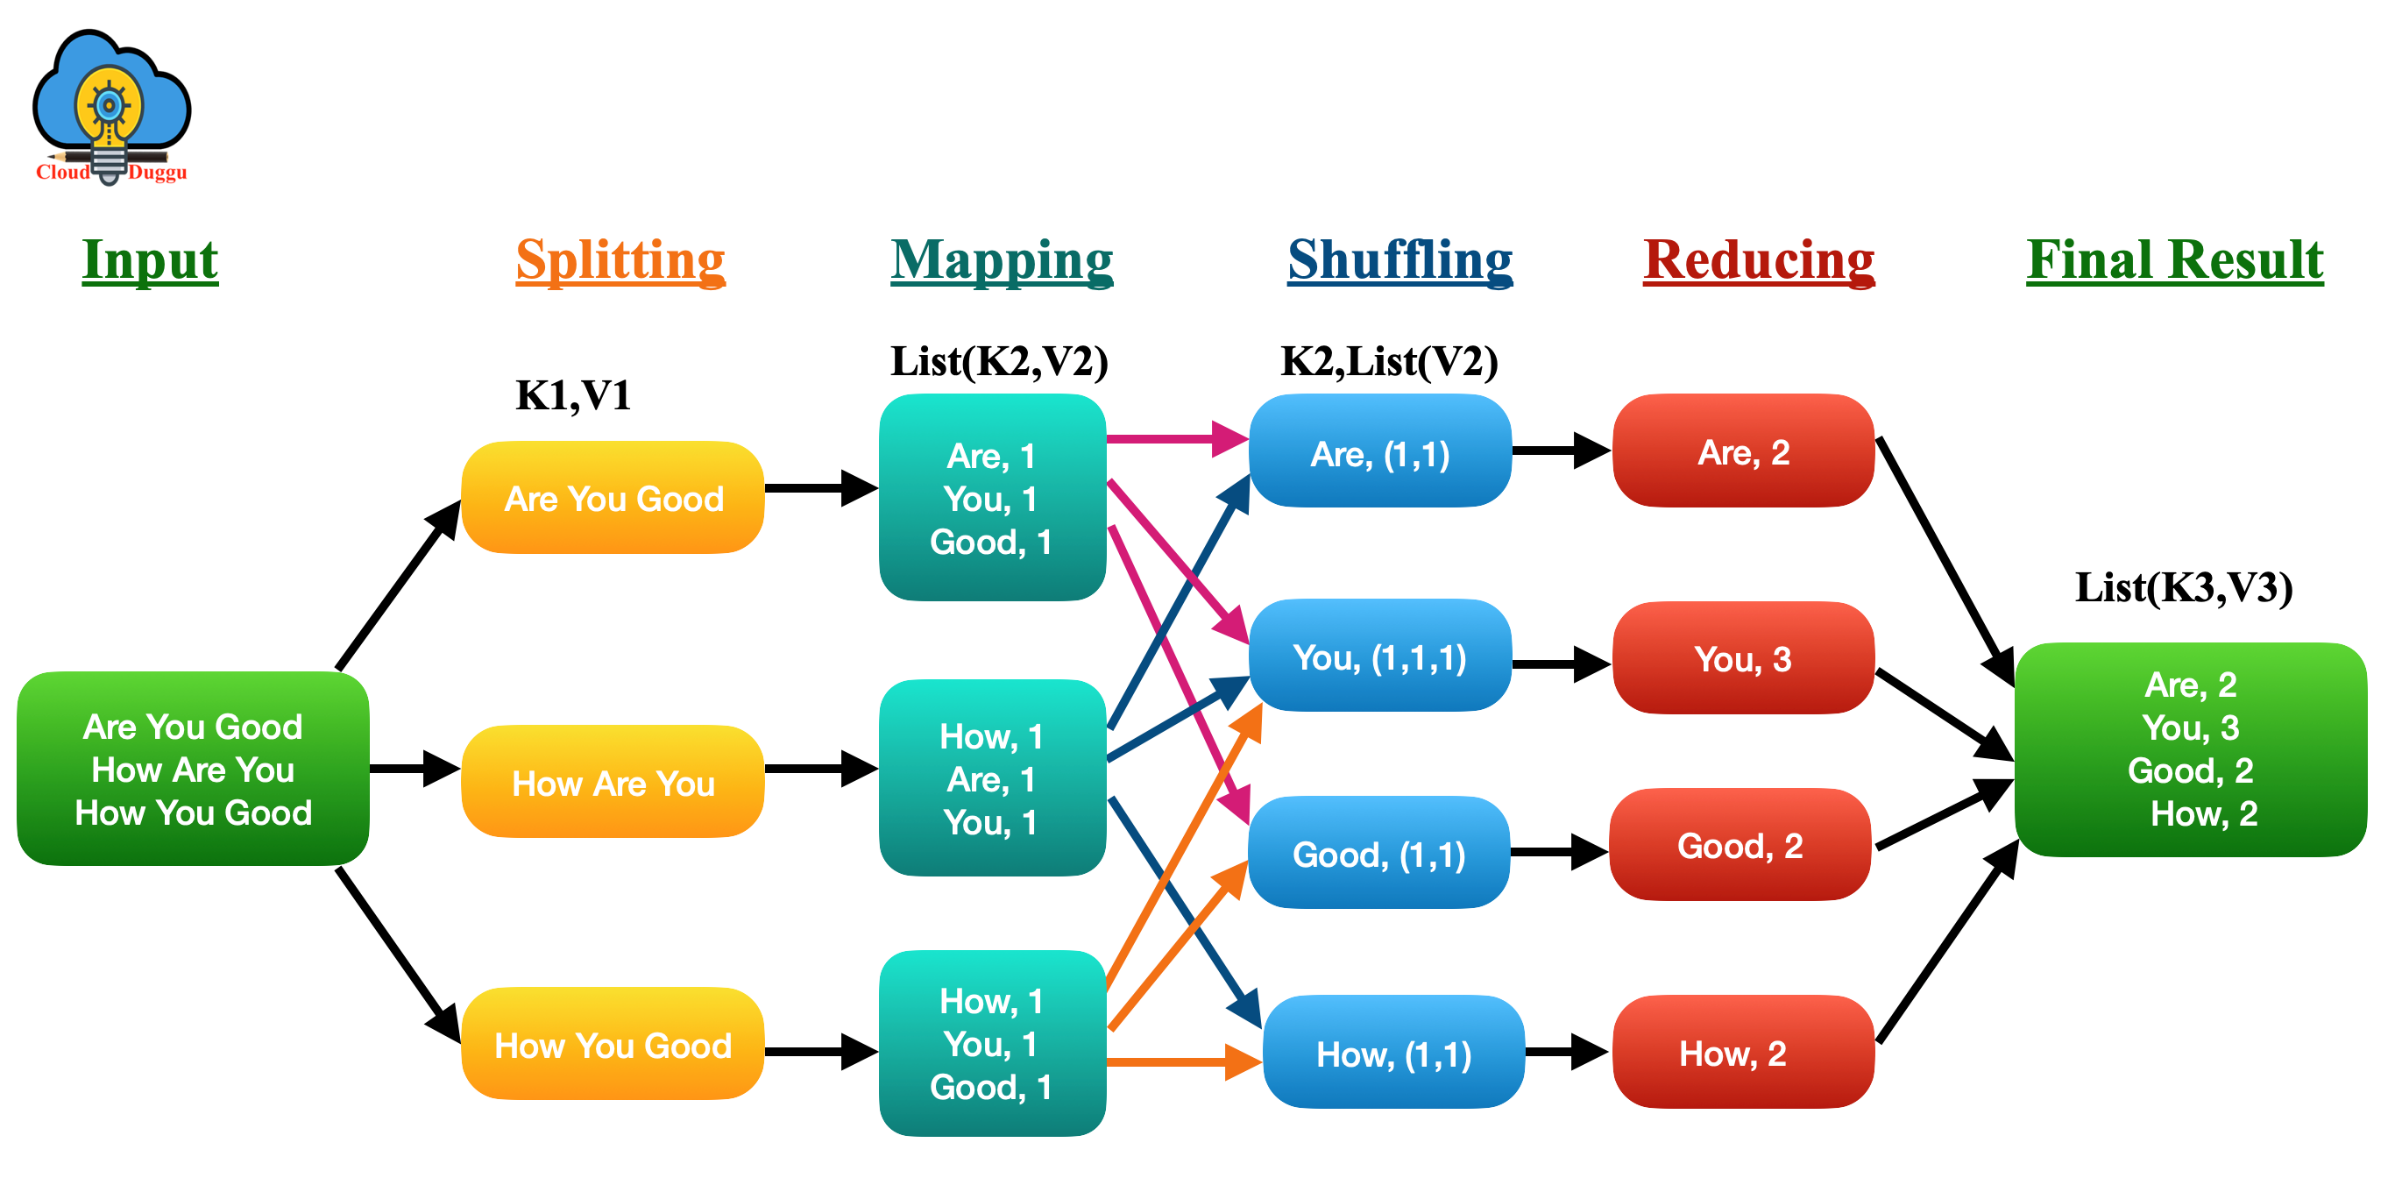 Cloud Duggu
Input
Splitting
Mapping
Shuffling
Reducing
Final Result
Are You Good
How Are You
How You Good
K1,V1
Are You Good
How Are You
How You Good
List(K2,V2)
Are, 1
You, 1
Good, 1
How, 1
Are, 1
You, 1
How, 1
You, 1
Good, 1
K2,List(V2)
Are, (1,1)
You, (1,1,1)
Good, (1,1)
How, (1,1)
Are, 2
You, 3
Good, 2
How, 2
List(K3,V3)
Are, 2
You, 3
Good, 2
How, 2